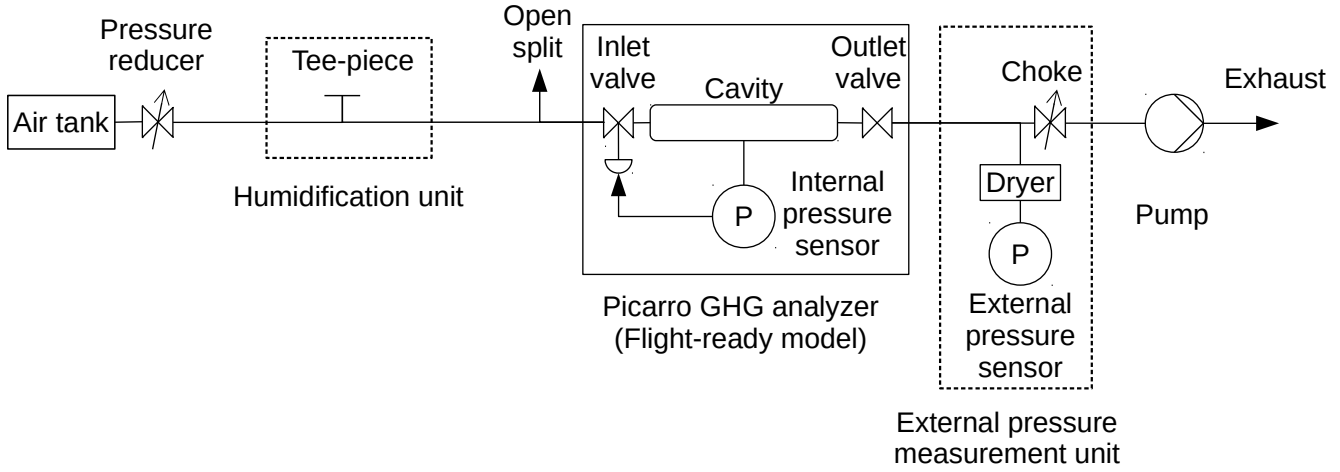 Pressure
reducer
Air tank
Tee-piece
Humidification unit
Open
split
Inlet
valve
Cavity
Outlet
valve
P
Internal
pressure
sensor
Picarro GHG analyzer
(Flight-ready model)
Choke
Dryer
P
External
pressure
sensor
External pressure
measurement unit
Pump
Exhaust